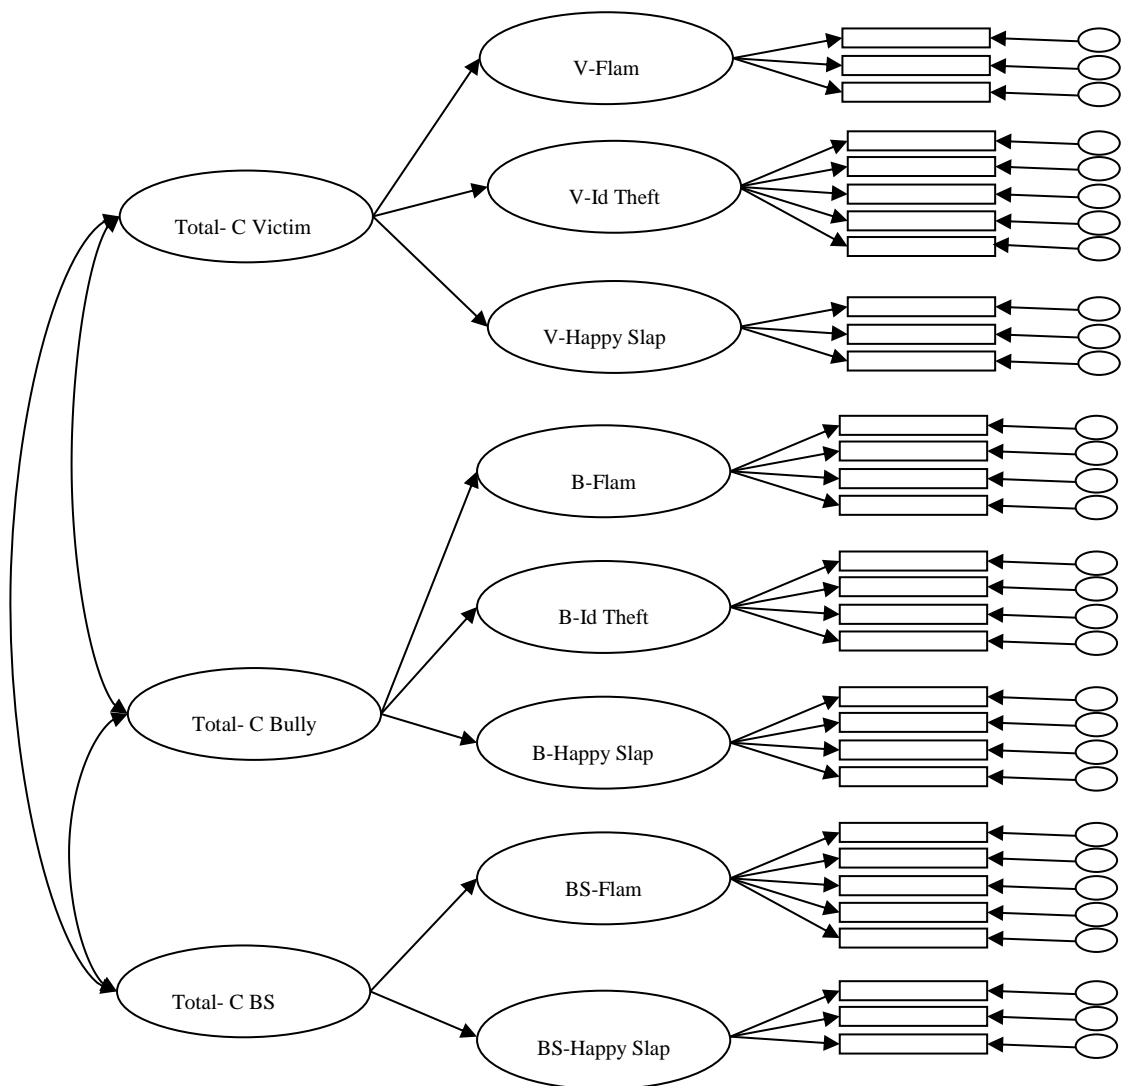 V-Flam
V-Id Theft
Total- C Victim
V-Happy Slap
B-Flam
B-Id Theft
Total- C Bully
B-Happy Slap
BS-Flam
Total- C BS
BS-Happy Slap